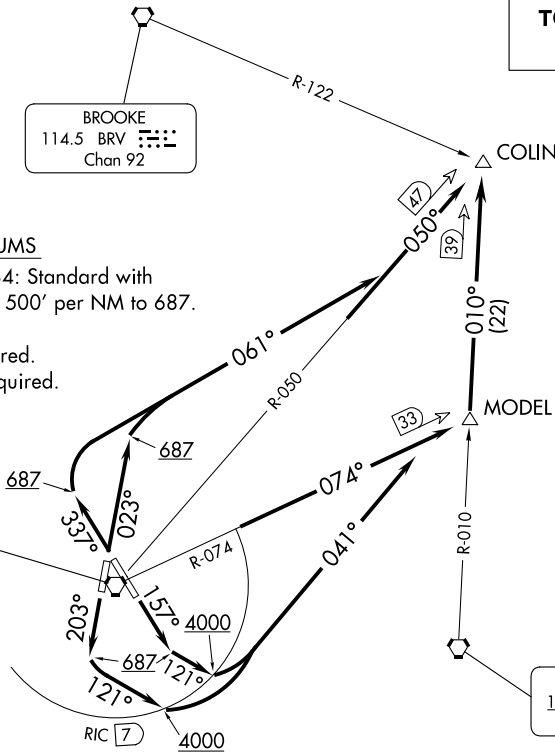 TO
R-122
BROOKE
114.5 BRV
Chan 92
COLIN
47
050°
39
UMS
4: Standard with
500' per NM to 687.
red.
quired.
061°
010°
(22)
R-050
687
33
MODEL
687
074°
023°
337°
041°
R-074
R-010
157°
203°
4000
687
121°
121°
1
RIC 7
4000